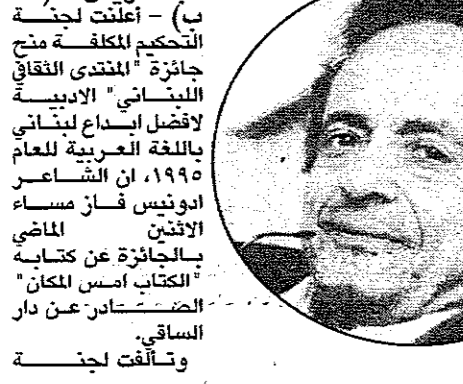 ب) - أعلنت لجنة
التحكيم المكلفة منح
جائزة "المنتدى الثقافي
اللبناني" الادبية
لافضل ابداع لبناني
باللغة العربية للعام
١٩٩٥، ان الشاعر
ادونيس فاز مساء
الاثنين الماضي
بالجائزة عن كتابه
"الكتاب امس المكان"
الصادر عن دار
الساقي.
وتألفت لجنة